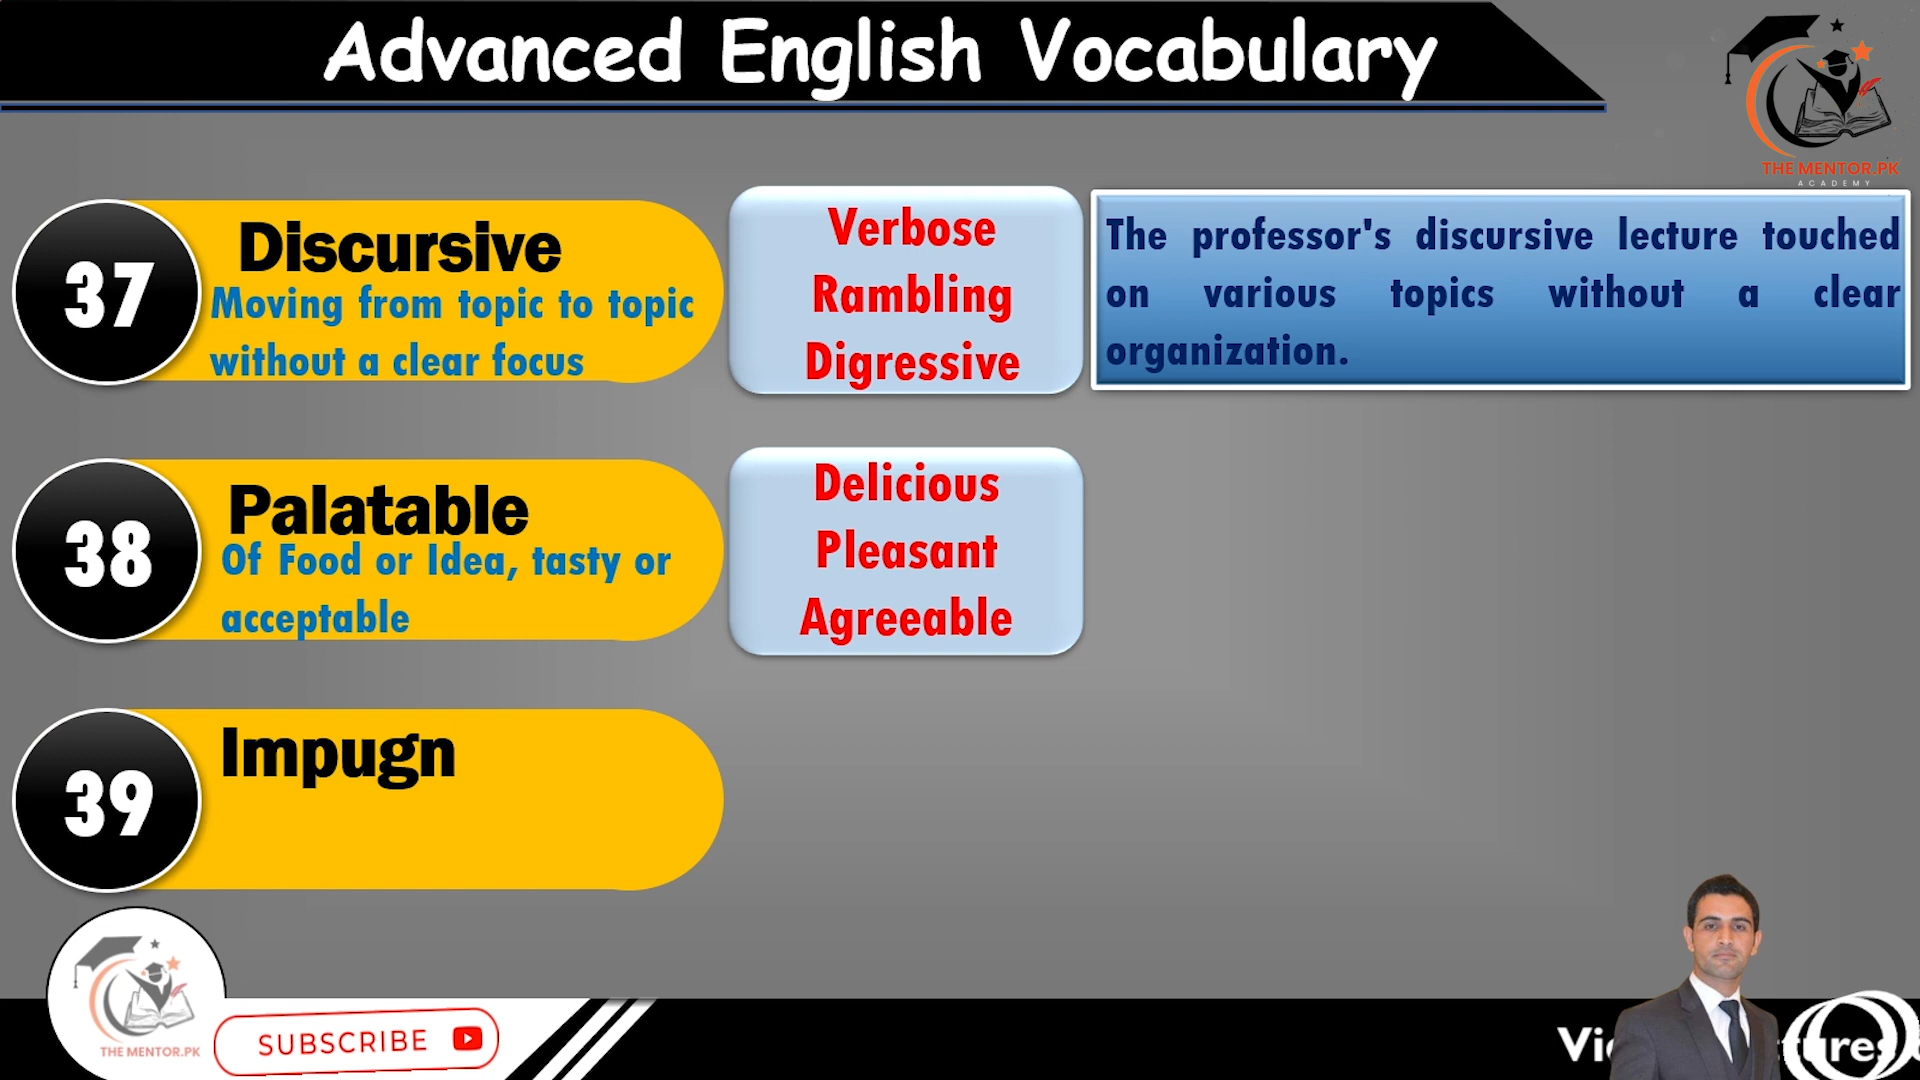 Advanced English Vocabulary
THE MENTOR.PK
ACADEMY
37
Discursive
Moving from topic to topic
without a clear focus
Verbose
Rambling
Digressive
The professor's discursive lecture touched
on various topics without a clear
organization.
38
Palatable
Of Food or Idea, tasty or
acceptable
Delicious
Pleasant
Agreeable
39
Impugn
THE MENTOR.PK
SUBSCRIBE